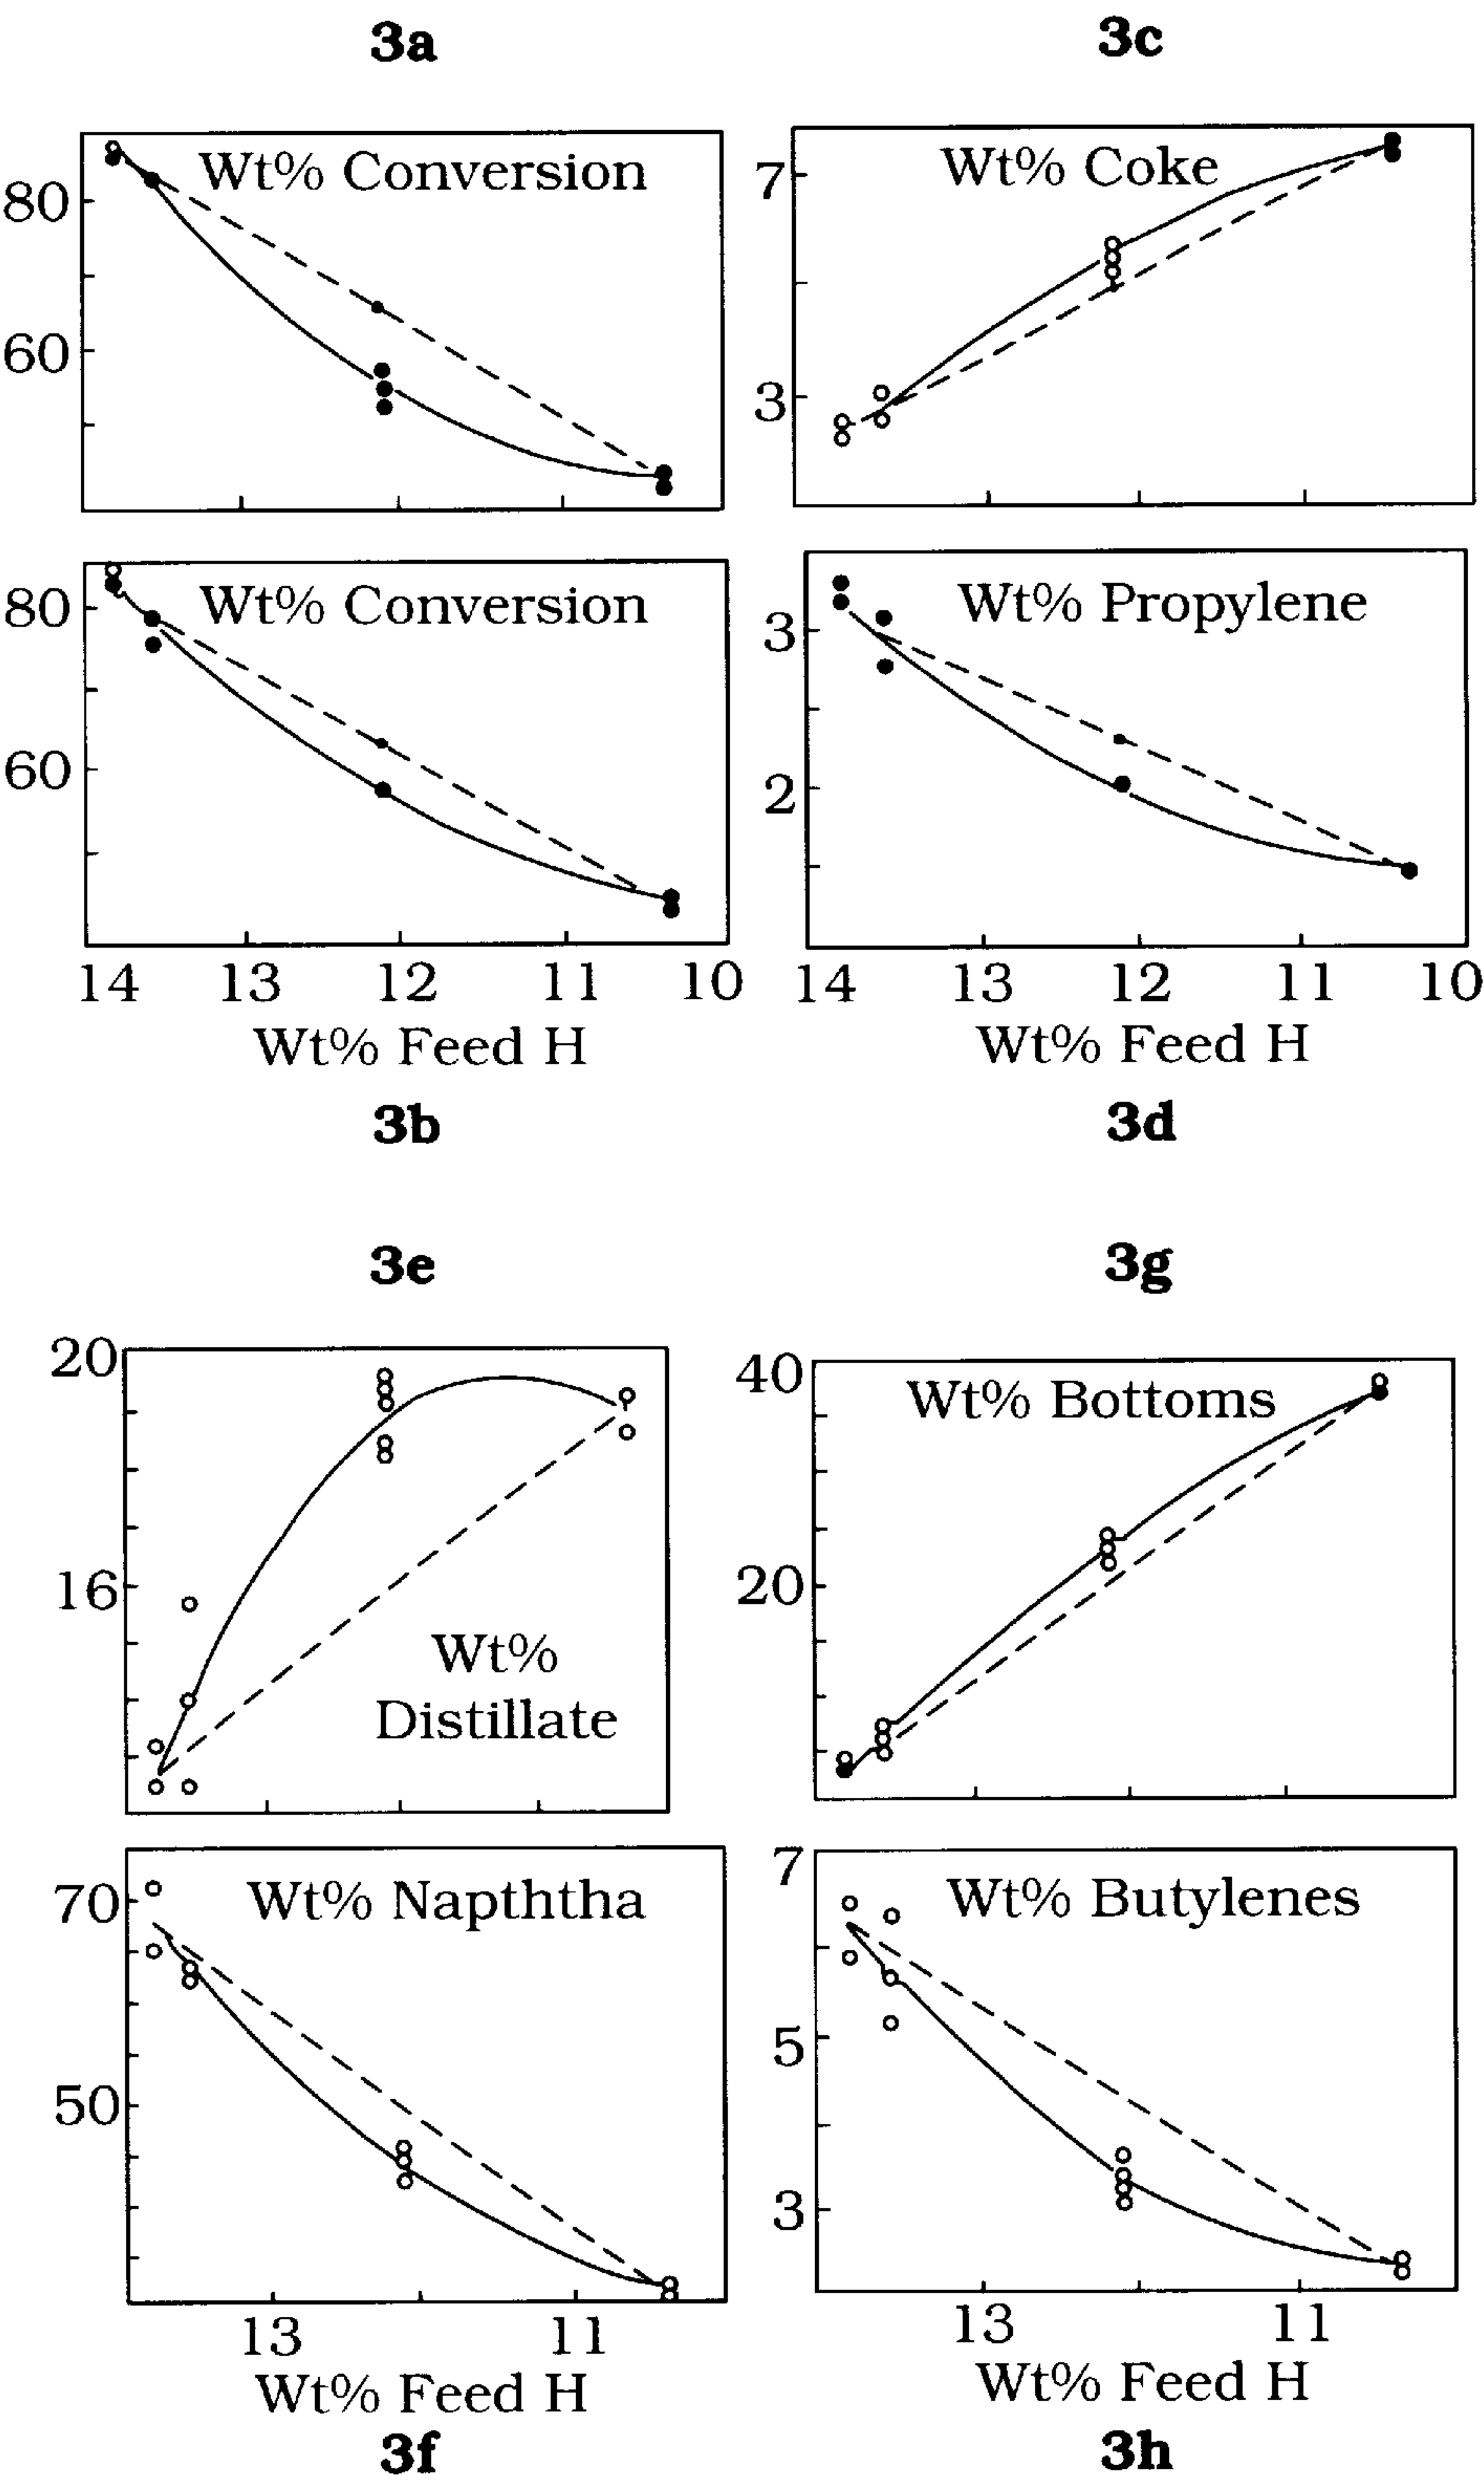 3a
80
60
Wt% Conversion
3c
7
3
Wt% Coke
80
60
Wt% Conversion
14 13 12 11 10
Wt% Feed H
3b
3
2
Wt% Propylene
14 13 12 11 10
Wt% Feed H
3d
3e
20
16
Wt%
Distillate
3g
40
20
Wt% Bottoms
70
50
Wt% Napththa
13 11
Wt% Feed H
3f
7
5
3
Wt% Butylenes
13 11
Wt% Feed H
3h